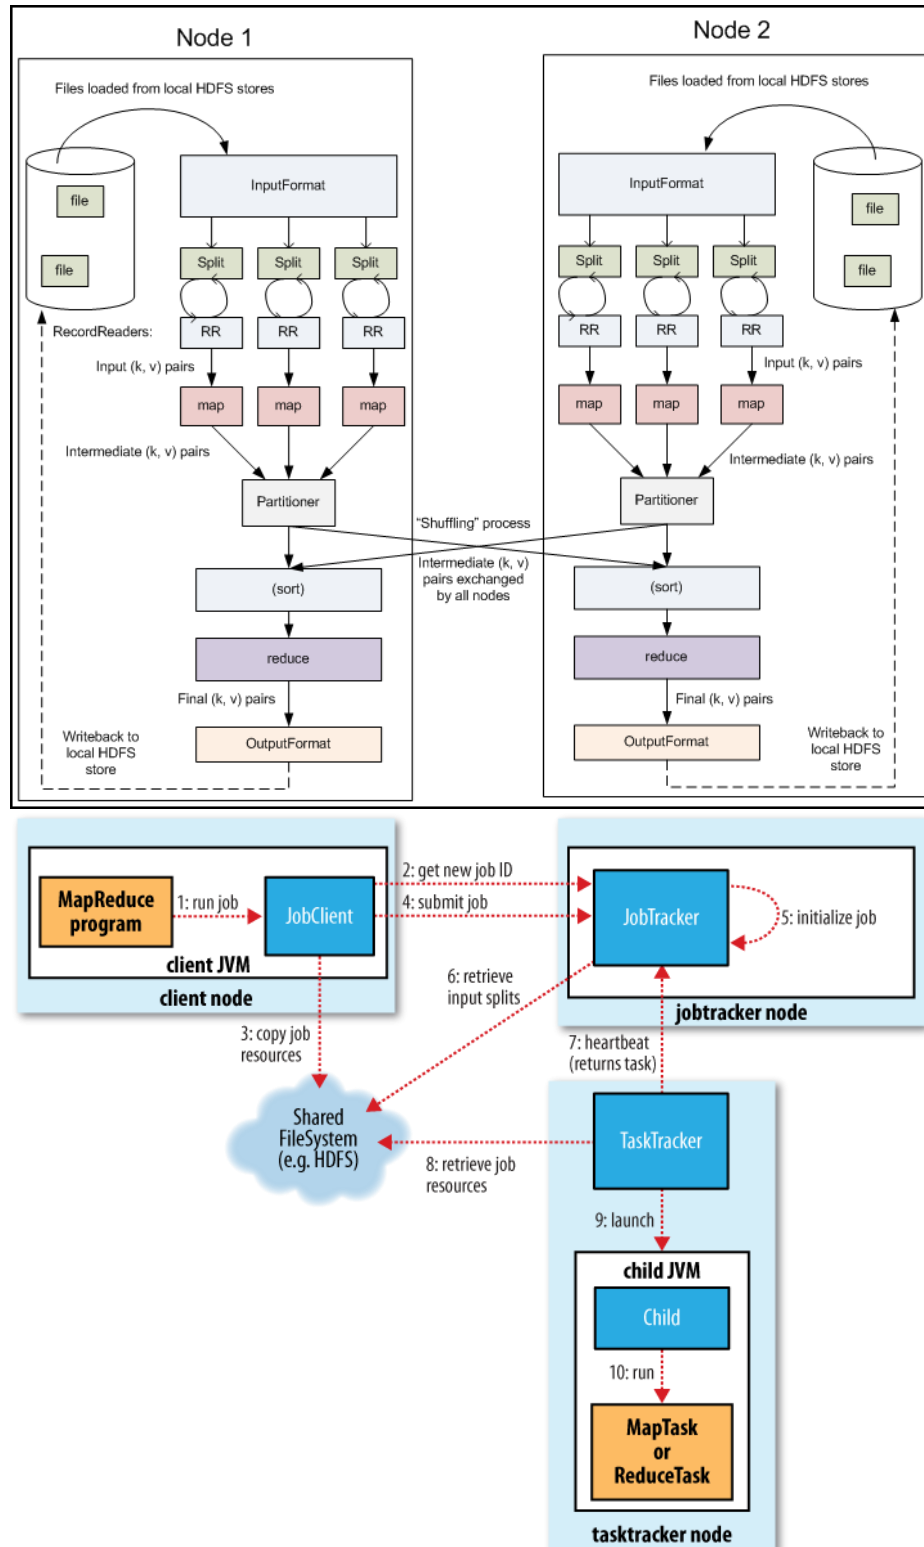 Node 1
Node 2
Files loaded from local HDFS stores
Files loaded from local HDFS stores
file
file
InputFormat
Split
Split
Split
RecordReaders:
RR
RR
RR
Input (k, v) pairs
map
map
map
Intermediate (k, v) pairs
Partitioner
(sort)
reduce
Final (k, v) pairs
OutputFormat
Writeback to
local HDFS
store
"Shuffling" process
Intermediate (k, v)
pairs exchanged
by all nodes
InputFormat
file
file
Split
Split
Split
RR
RR
RR
Input (k, v) pairs
map
map
map
Intermediate (k, v) pairs
Partitioner
(sort)
reduce
Final (k, v) pairs
OutputFormat
Writeback to
local HDFS
store
MapReduce
program
1: run job
JobClient
client JVM
client node
2: get new job ID
4: submit job
JobTracker
5: initialize job
jobtracker node
3: copy job
resources
6: retrieve
input splits
7: heartbeat
(returns task)
Shared
FileSystem
(e.g. HDFS)
8: retrieve job
resources
TaskTracker
9: launch
child JVM
Child
10: run
MapTask
or
ReduceTask
tasktracker node